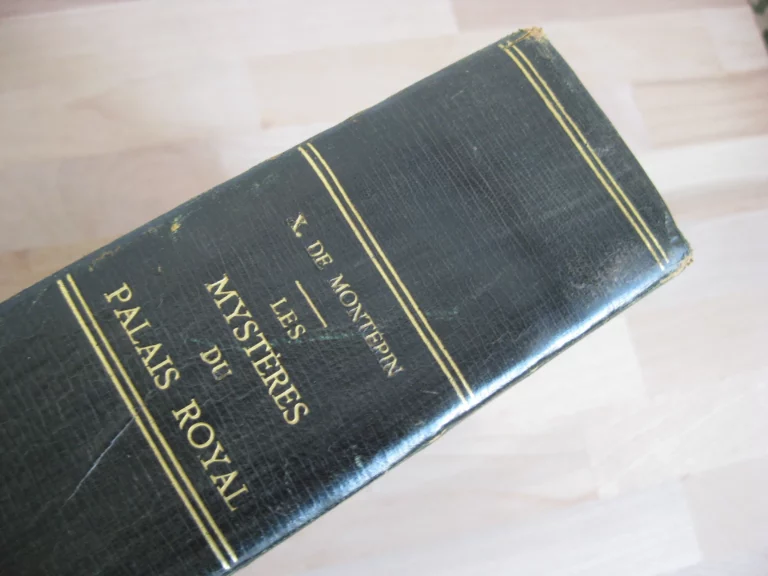 X. DE MONTÉPIN
LES
MYSTÈRES
DU
PALAIS ROYAL